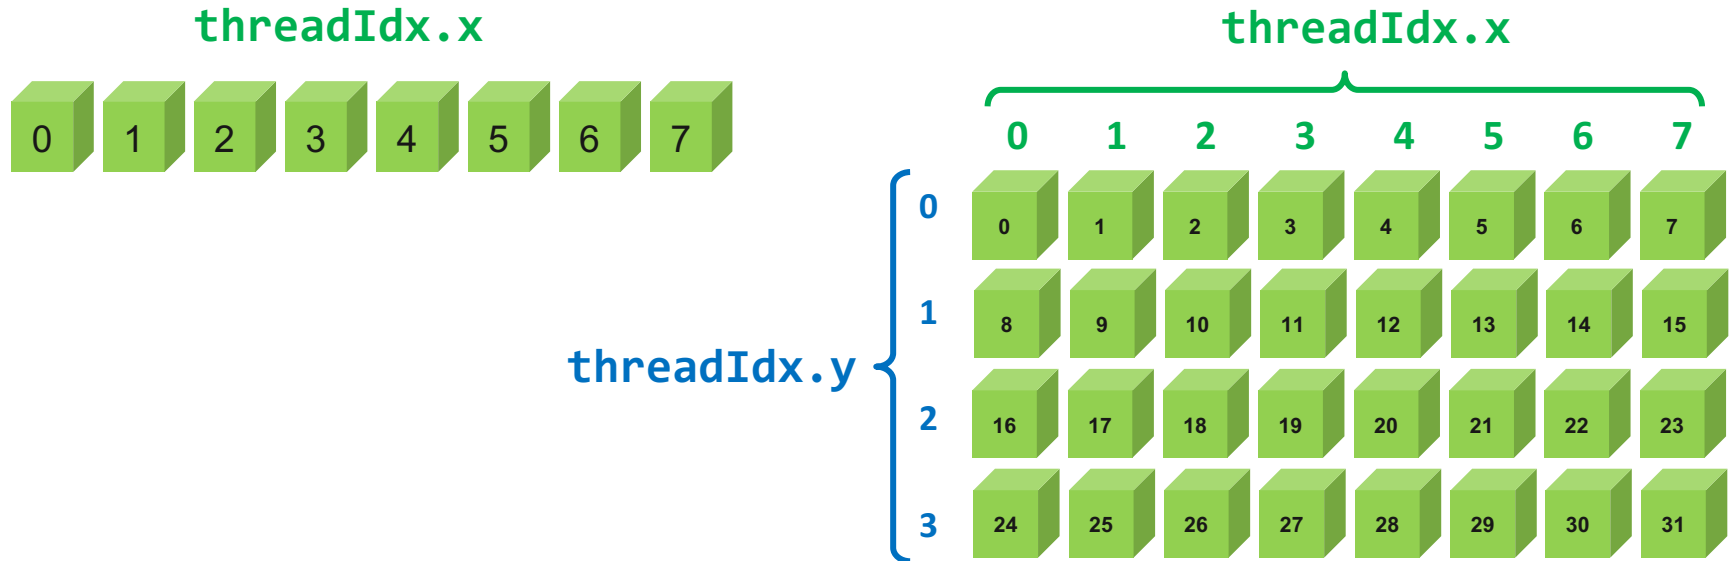 threadIdx.x
0 1 2 3 4 5 6 7
threadIdx.x
0 1 2 3 4 5 6 7
0 0 1 2 3 4 5 6 7
1 8 9 10 11 12 13 14 15
threadIdx.y
2 16 17 18 19 20 21 22 23
3 24 25 26 27 28 29 30 31